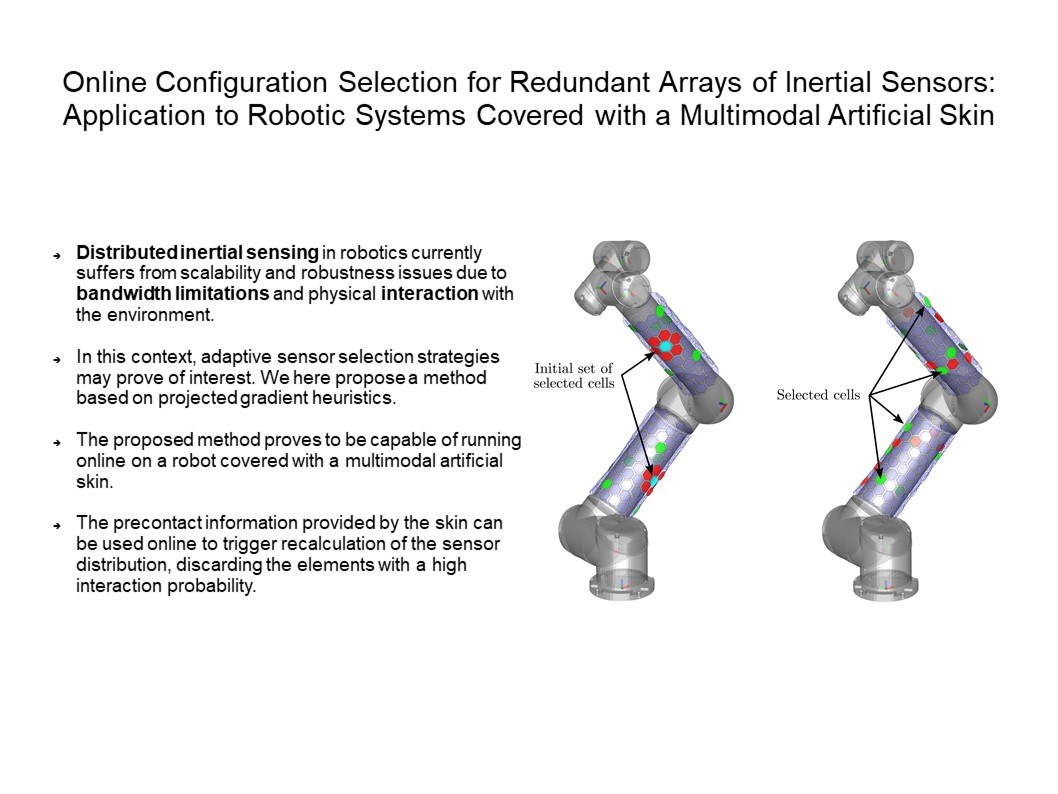 Online Configuration Selection for Redundant Arrays of Inertial Sensors:
Application to Robotic Systems Covered with a Multimodal Artificial Skin
➔ Distributed inertial sensing in robotics currently
suffers from scalability and robustness issues due to
bandwidth limitations and physical interaction with
the environment.
➔ In this context, adaptive sensor selection strategies
may prove of interest. We here propose a method
based on projected gradient heuristics.
➔ The proposed method proves to be capable of running
online on a robot covered with a multimodal artificial
skin.
➔ The precontact information provided by the skin can
be used online to trigger recalculation of the sensor
distribution, discarding the elements with a high
interaction probability.
Initial set of
selected cells
Selected cells